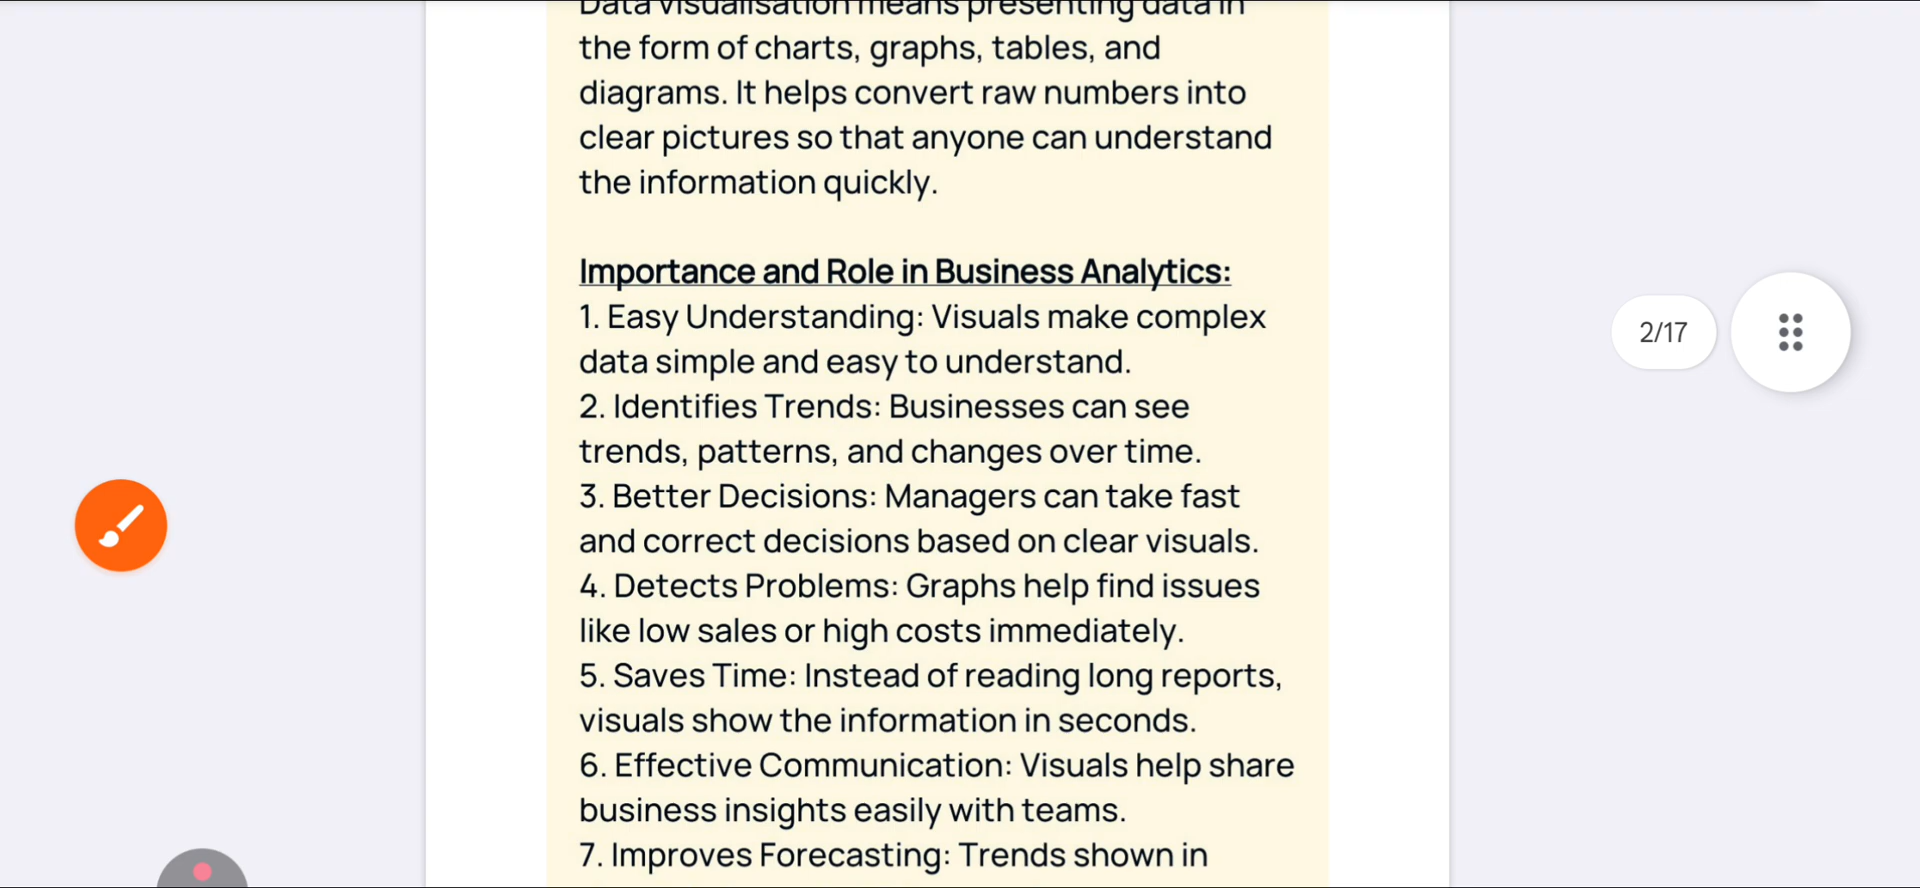 Data visualisation means presenting data in
the form of charts, graphs, tables, and
diagrams. It helps convert raw numbers into
clear pictures so that anyone can understand
the information quickly.
Importance and Role in Business Analytics:
1. Easy Understanding: Visuals make complex
data simple and easy to understand.
2. Identifies Trends: Businesses can see
trends, patterns, and changes over time.
3. Better Decisions: Managers can take fast
and correct decisions based on clear visuals.
4. Detects Problems: Graphs help find issues
like low sales or high costs immediately.
5. Saves Time: Instead of reading long reports,
visuals show the information in seconds.
6. Effective Communication: Visuals help share
business insights easily with teams.
7. Improves Forecasting: Trends shown in
2/17